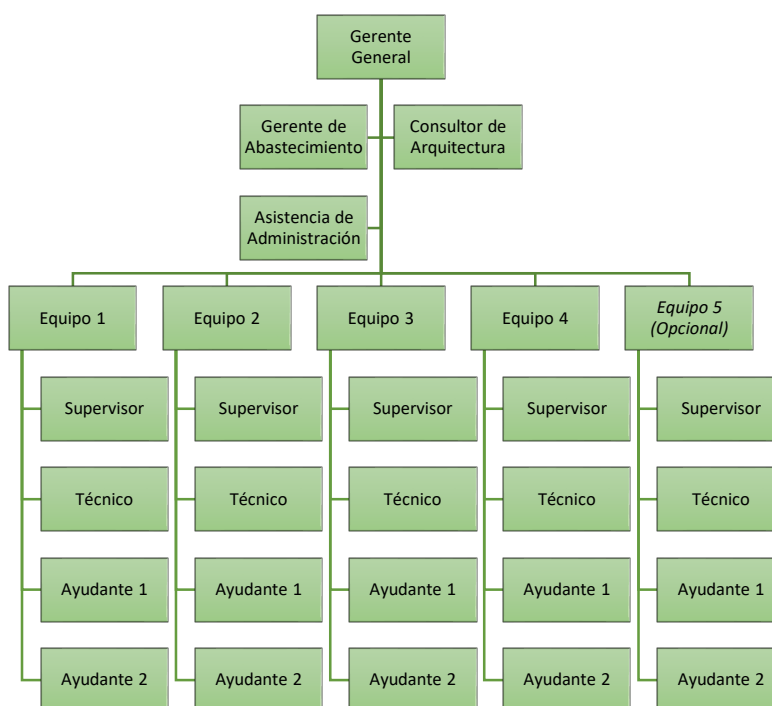 Gerente
General
Gerente de
Abastecimiento
Consultor de
Arquitectura
Asistencia de
Administración
Equipo 1
Equipo 2
Equipo 3
Equipo 4
Equipo 5
(Opcional)
Supervisor
Supervisor
Supervisor
Supervisor
Supervisor
Técnico
Técnico
Técnico
Técnico
Técnico
Ayudante 1
Ayudante 1
Ayudante 1
Ayudante 1
Ayudante 1
Ayudante 2
Ayudante 2
Ayudante 2
Ayudante 2
Ayudante 2